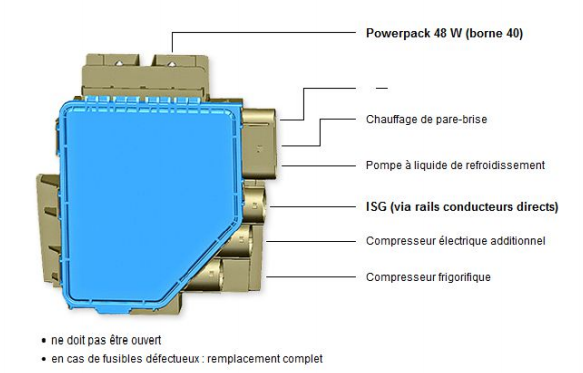 Powerpack 48 W (borne 40)
—
Chauffage de pare-brise
Pompe à liquide de refroidissement
ISG (via rails conducteurs directs)
Compresseur électrique additionnel
Compresseur frigorifique
• ne doit pas être ouvert
• en cas de fusibles défectueux : remplacement complet